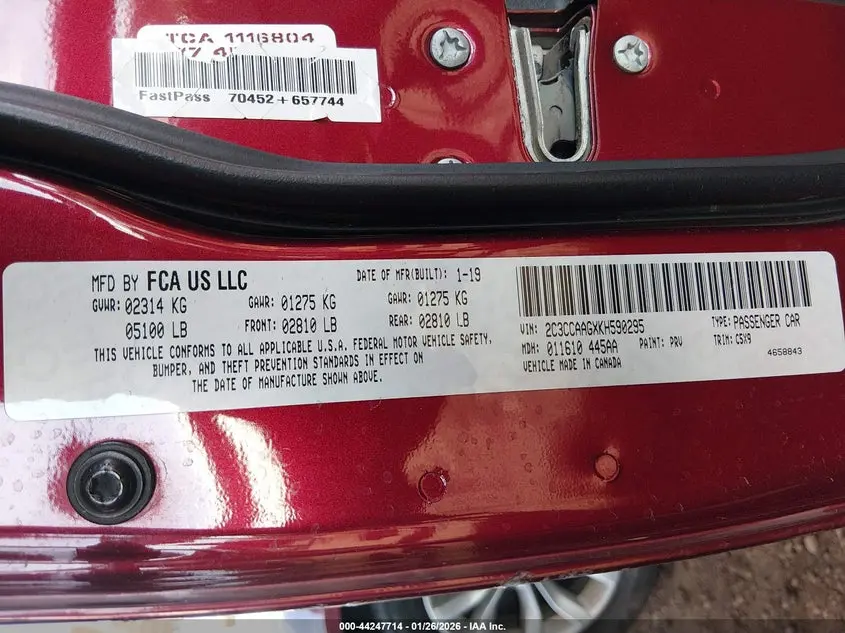 TCA 1116804
FastPass 70452+657744
MFD BY FCA US LLC
DATE OF MFR(BUILT): 1-19
GVWR: 02314 KG GAWR: 01275 KG GAWR: 01275 KG
05100 LB FRONT: 02810 LB REAR: 02810 LB
THIS VEHICLE CONFORMS TO ALL APPLICABLE U.S.A. FEDERAL MOTOR VEHICLE SAFETY,
BUMPER, AND THEFT PREVENTION STANDARDS IN EFFECT ON
THE DATE OF MANUFACTURE SHOWN ABOVE.
VIN: 2C3CCAAGXKH590295 TYPE: PASSENGER CAR
MDH: 011610 445AA PAINT: PRV TRIM: CSX9
VEHICLE MADE IN CANADA 4658843
000-44247714 | 01/26/2026 | IAA Inc.